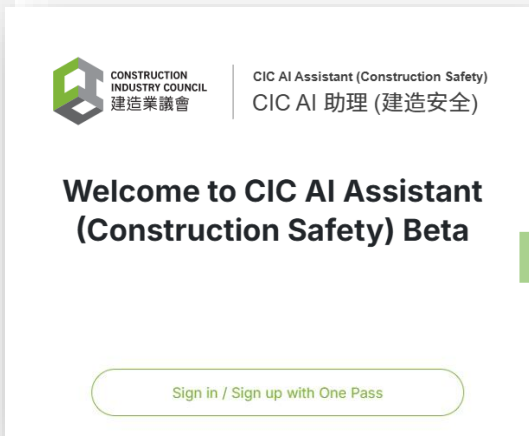 CONSTRUCTION
INDUSTRY COUNCIL
建造業議會
CIC AI Assistant (Construction Safety)
CIC AI 助理 (建造安全)
Welcome to CIC AI Assistant
(Construction Safety) Beta
Sign in / Sign up with One Pass